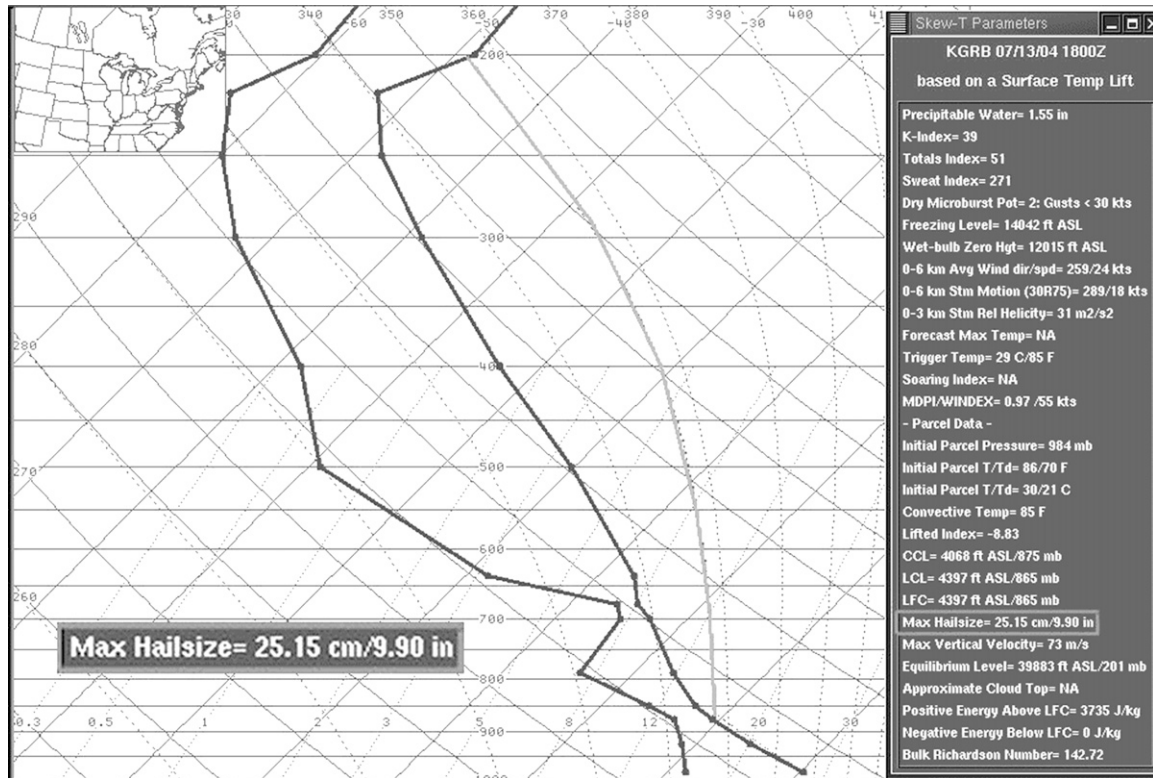 330 340 -60 350 -50 370 -40 380 -30 400
200
290
300
280
400
270
500
600
260
700
Max Hailsize= 25.15 cm/9.90 in
800
0.3 0.5 1 2 3 5 8 12 20 30
900
1000
Skew-T Parameters
KGRB 07/13/04 1800Z
based on a Surface Temp Lift
Precipitable Water= 1.55 in
K-Index= 39
Totals Index= 51
Sweat Index= 271
Dry Microburst Pot= 2: Gusts < 30 kts
Freezing Level= 14042 ft ASL
Wet-bulb Zero Hgt= 12015 ft ASL
0-6 km Avg Wind dir/spd= 259/24 kts
0-6 km Stm Motion (30R75)= 289/18 kts
0-3 km Stm Rel Helicity= 31 m2/s2
Forecast Max Temp= NA
Trigger Temp= 29 C/85 F
Soaring Index= NA
MDPI/WINDEX= 0.97 /55 kts
- Parcel Data -
Initial Parcel Pressure= 984 mb
Initial Parcel T/Td= 86/70 F
Initial Parcel T/Td= 30/21 C
Convective Temp= 85 F
Lifted Index= -8.83
CCL= 4068 ft ASL/875 mb
LCL= 4397 ft ASL/865 mb
LFC= 4397 ft ASL/865 mb
Max Hailsize= 25.15 cm/9.90 in
Max Vertical Velocity= 73 m/s
Equilibrium Level= 39883 ft ASL/201 mb
Approximate Cloud Top= NA
Positive Energy Above LFC= 3735 J/kg
Negative Energy Below LFC= 0 J/kg
Bulk Richardson Number= 142.72